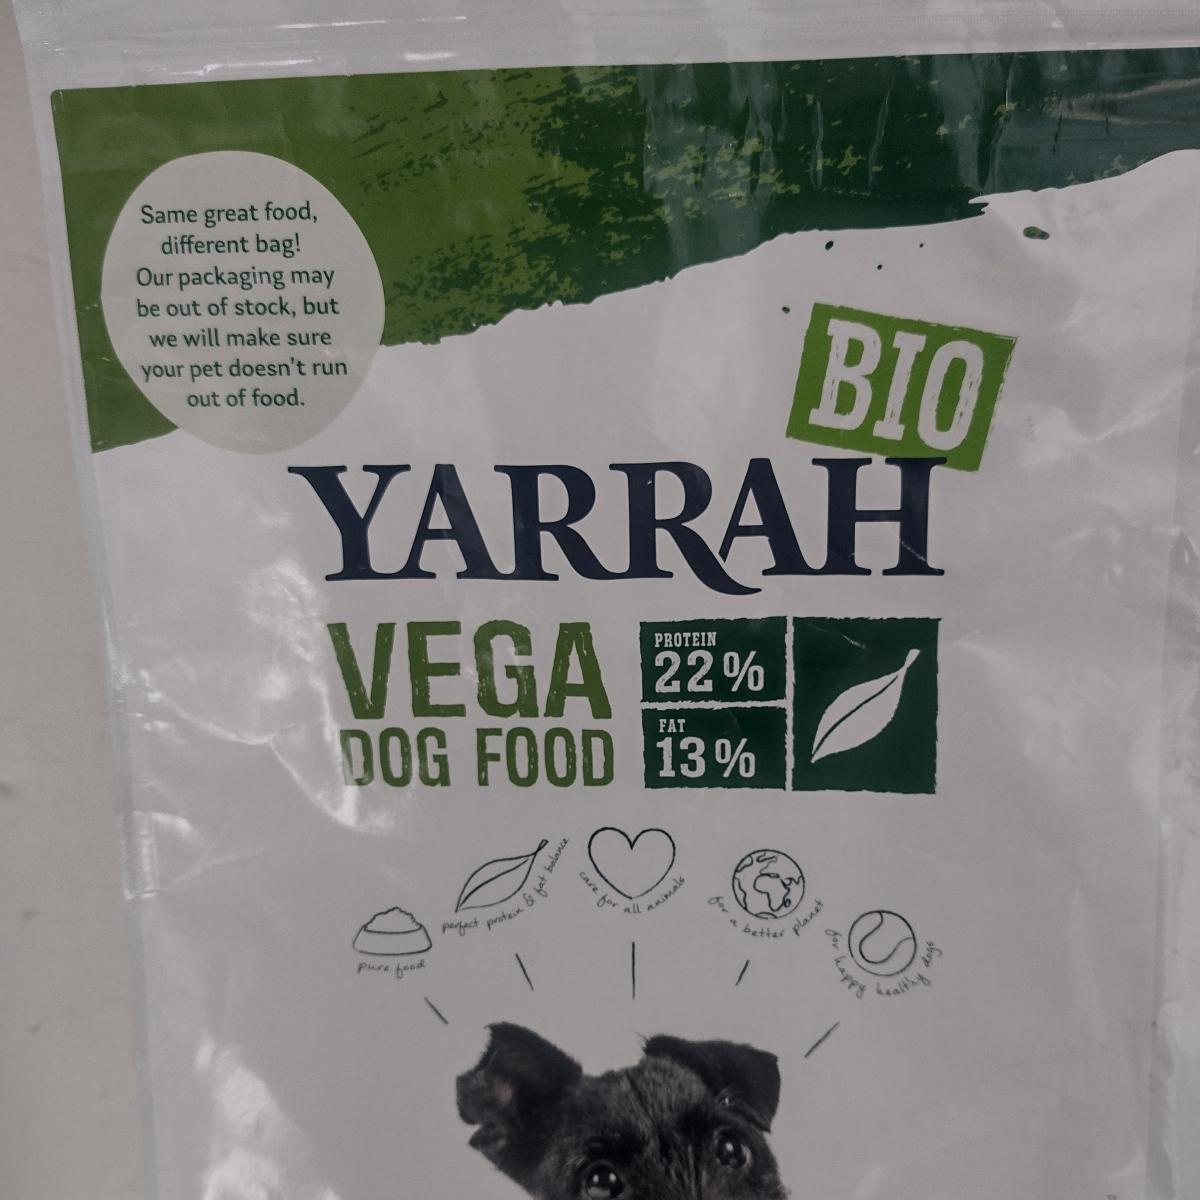 Same great food,
different bag!
Our packaging may
be out of stock, but
we will make sure
your pet doesn't run
out of food.
BIO
YARRAH
VEGA
DOG FOOD
PROTEIN
22%
FAT
13%
pure food
perfect protein & fat balance
care for all animals
for a better planet
for happy healthy dogs